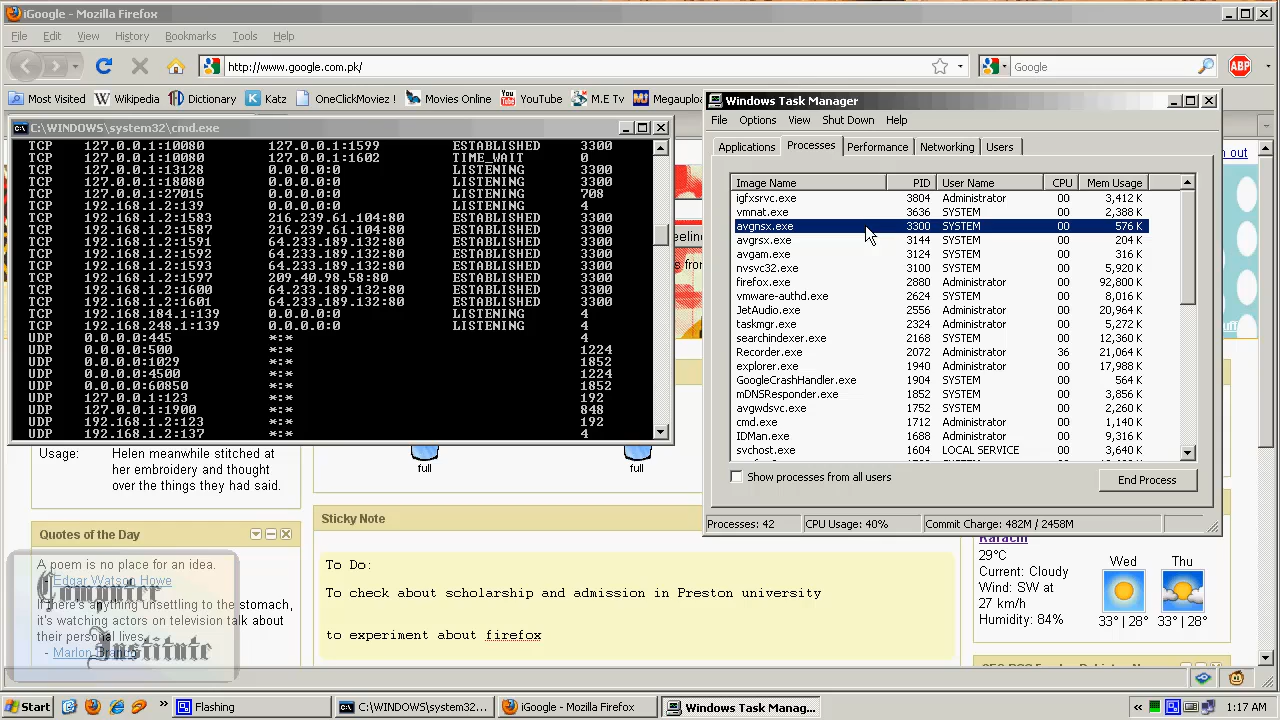 iGoogle - Mozilla Firefox
File Edit View History Bookmarks Tools Help
http://www.google.com.pk/
Google
ABP
Most Visited Wikipedia Dictionary Katz OneClickMoviez ! Movies Online YouTube M.E Tv Megauploa
C:\WINDOWS\system32\cmd.exe
TCP 127.0.0.1:10080 127.0.0.1:1599 ESTABLISHED 3300
TCP 127.0.0.1:10080 127.0.0.1:1602 TIME_WAIT 0
TCP 127.0.0.1:13128 0.0.0.0:0 LISTENING 3300
TCP 127.0.0.1:18080 0.0.0.0:0 LISTENING 3300
TCP 127.0.0.1:27015 0.0.0.0:0 LISTENING 708
TCP 192.168.1.2:139 0.0.0.0:0 LISTENING 4
TCP 192.168.1.2:1583 216.239.61.104:80 ESTABLISHED 3300
TCP 192.168.1.2:1587 216.239.61.104:80 ESTABLISHED 3300
TCP 192.168.1.2:1591 64.233.189.132:80 ESTABLISHED 3300
TCP 192.168.1.2:1592 64.233.189.132:80 ESTABLISHED 3300
TCP 192.168.1.2:1593 64.233.189.132:80 ESTABLISHED 3300
TCP 192.168.1.2:1597 209.40.98.58:80 ESTABLISHED 3300
TCP 192.168.1.2:1600 64.233.189.132:80 ESTABLISHED 3300
TCP 192.168.1.2:1601 64.233.189.132:80 ESTABLISHED 3300
TCP 192.168.184.1:139 0.0.0.0:0 LISTENING 4
TCP 192.168.248.1:139 0.0.0.0:0 LISTENING 4
UDP 0.0.0.0:445 *:* 4
UDP 0.0.0.0:500 *:* 1224
UDP 0.0.0.0:1029 *:* 1852
UDP 0.0.0.0:4500 *:* 1224
UDP 0.0.0.0:60850 *:* 1852
UDP 127.0.0.1:123 *:* 192
UDP 127.0.0.1:1900 *:* 848
UDP 192.168.1.2:123 *:* 192
UDP 192.168.1.2:137 *:* 4
Windows Task Manager
File Options View Shut Down Help
Applications Processes Performance Networking Users
Image Name PID User Name CPU Mem Usage
igfxsrvc.exe 3804 Administrator 00 3,412 K
vmnat.exe 3636 SYSTEM 00 2,388 K
avgnsx.exe 3300 SYSTEM 00 576 K
avgrsx.exe 3144 SYSTEM 00 204 K
avgam.exe 3124 SYSTEM 00 316 K
nvsvc32.exe 3100 SYSTEM 00 5,920 K
firefox.exe 2880 Administrator 00 92,800 K
vmware-authd.exe 2624 SYSTEM 00 8,016 K
JetAudio.exe 2556 Administrator 00 20,964 K
taskmgr.exe 2324 Administrator 00 5,272 K
searchindexer.exe 2168 SYSTEM 00 12,360 K
Recorder.exe 2072 Administrator 36 21,064 K
explorer.exe 1940 Administrator 00 17,988 K
GoogleCrashHandler.exe 1904 SYSTEM 00 564 K
mDNSResponder.exe 1852 SYSTEM 00 3,856 K
avgwdsvc.exe 1752 SYSTEM 00 2,260 K
cmd.exe 1712 Administrator 00 1,140 K
IDMan.exe 1688 Administrator 00 9,316 K
svchost.exe 1604 LOCAL SERVICE 00 3,640 K
Show processes from all users
End Process
Processes: 42 CPU Usage: 40% Commit Charge: 482M / 2458M
out
eeling
s from
Usage: Helen meanwhile stitched at
her embroidery and thought
over the things they had said.
full full
Quotes of the Day
A poem is no place for an idea.
- Edgar Watson Howe
If there's anything unsettling to the stomach,
it's watching actors on television talk about
their personal lives.
- Marlon Brando
Computer
Institute
Sticky Note
To Do:
To check about scholarship and admission in Preston university
to experiment about firefox
Karachi
29°C
Current: Cloudy
Wind: SW at
27 km/h
Humidity: 84%
Wed Thu
33° | 28° 33° | 28°
Start Flashing C:\WINDOWS\system32... iGoogle - Mozilla Firefox Windows Task Manag... 1:17 AM